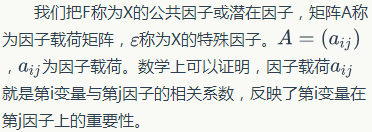 我们把F称为X的公共因子或潜在因子，矩阵A称
为因子载荷矩阵，ε称为X的特殊因子。A = (aᵢⱼ)
，aᵢⱼ为因子载荷。数学上可以证明，因子载荷aᵢⱼ
就是第i变量与第j因子的相关系数，反映了第i变量在
第j因子上的重要性。